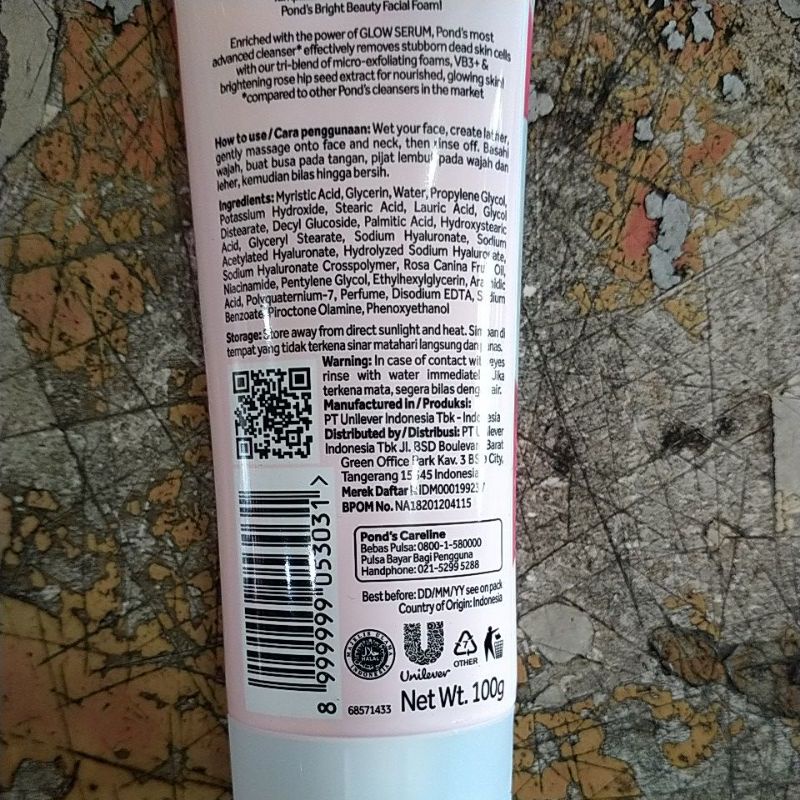 Pond's Bright Beauty Facial Foam!
Enriched with the power of GLOW SERUM, Pond's most
advanced cleanser* effectively removes stubborn dead skin cells
with our tri-blend of micro-exfoliating foams, VB3+ &
brightening rose hip seed extract for nourished, glowing skin!
*compared to other Pond's cleansers in the market
How to use / Cara penggunaan: Wet your face, create lather,
gently massage onto face and neck, then rinse off. Basahi
wajah, buat busa pada tangan, pijat lembut pada wajah dan
leher, kemudian bilas hingga bersih.
Ingredients: Myristic Acid, Glycerin, Water, Propylene Glycol,
Potassium Hydroxide, Stearic Acid, Lauric Acid, Glycol
Distearate, Decyl Glucoside, Palmitic Acid, Hydroxystearic
Acid, Glyceryl Stearate, Sodium Hyaluronate, Sodium
Acetylated Hyaluronate, Hydrolyzed Sodium Hyaluronate,
Sodium Hyaluronate Crosspolymer, Rosa Canina Fruit Oil,
Niacinamide, Pentylene Glycol, Ethylhexylglycerin, Arachidic
Acid, Polyquaternium-7, Perfume, Disodium EDTA, Sodium
Benzoate, Piroctone Olamine, Phenoxyethanol
Storage: Store away from direct sunlight and heat. Simpan di
tempat yang tidak terkena sinar matahari langsung dan panas.
Warning: In case of contact with eyes
rinse with water immediately. Jika
terkena mata, segera bilas dengan air.
Manufactured in / Produksi:
PT Unilever Indonesia Tbk - Indonesia
Distributed by / Distribusi: PT Unilever
Indonesia Tbk Jl. BSD Boulevar Barat
Green Office Park Kav. 3 BSD City,
Tangerang 15345 Indonesia
Merek Daftar
BPOM No. NA18201204115
Pond's Careline
Bebas Pulsa: 0800-1-580000
Pulsa Bayar Bagi Pengguna
Handphone: 021-5299 5288
Best before: DD/MM/YY see on pack
Country of Origin: Indonesia
8 999999 053031 >
MAJELIS ULAMA INDONESIA
HALAL
Unilever
7
OTHER
68571433
Net Wt. 100g